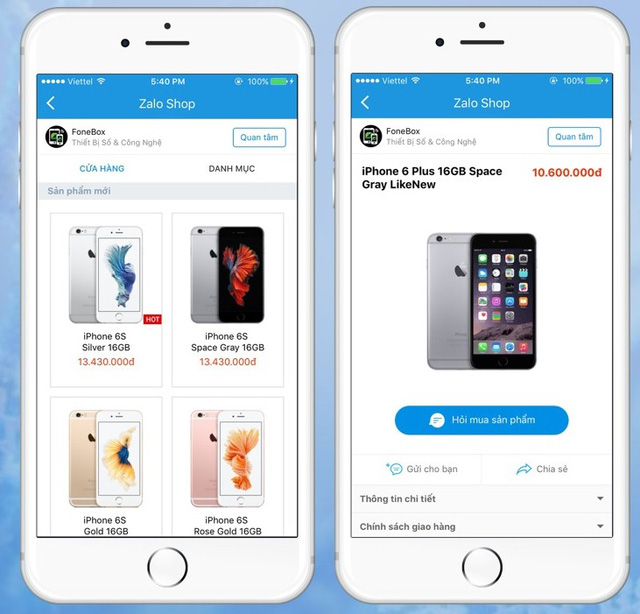 Viettel 5:40 PM 100%
Zalo Shop
FoneBox
Thiết Bị Số & Công Nghệ
Quan tâm
CỬA HÀNG DANH MỤC
Sản phẩm mới
HOT
iPhone 6S
Silver 16GB
13.430.000đ
iPhone 6S
Space Gray 16GB
13.430.000đ
iPhone 6S
Gold 16GB
iPhone 6S
Rose Gold 16GB
Viettel 5:40 PM 100%
Zalo Shop
FoneBox
Thiết Bị Số & Công Nghệ
Quan tâm
iPhone 6 Plus 16GB Space
Gray LikeNew
10.600.000đ
Hỏi mua sản phẩm
Gửi cho bạn
Chia sẻ
Thông tin chi tiết
Chính sách giao hàng